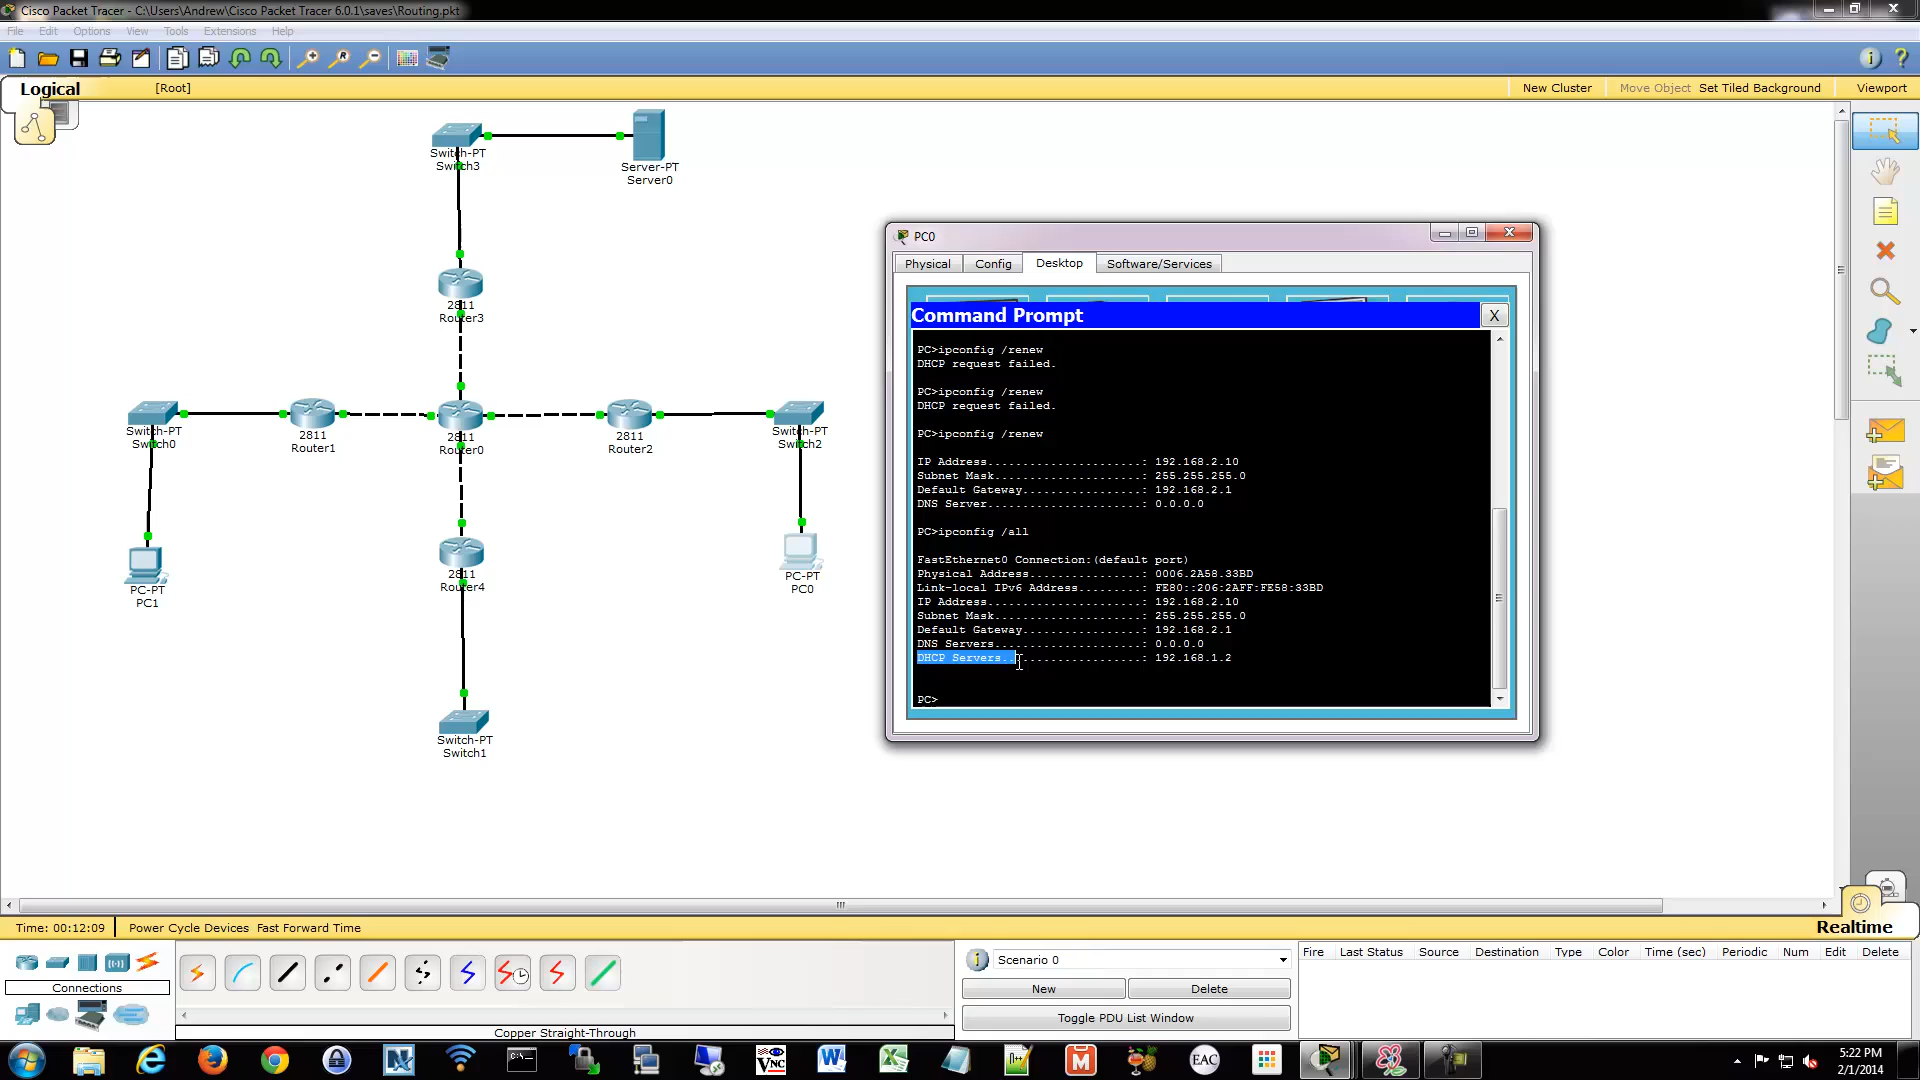 Cisco Packet Tracer - C:\Users\Andrew\Cisco Packet Tracer 6.0.1\saves\Routing.pkt
File Edit Options View Tools Extensions Help
Logical [Root] New Cluster Move Object Set Tiled Background Viewport
Switch-PT
Switch3
Server-PT
Server0
2811
Router3
Switch-PT
Switch0
2811
Router1
2811
Router0
2811
Router2
Switch-PT
Switch2
PC-PT
PC1
2811
Router4
PC-PT
PC0
Switch-PT
Switch1
PC0
Physical Config Desktop Software/Services
Command Prompt X
PC>ipconfig /renew
DHCP request failed.
PC>ipconfig /renew
DHCP request failed.
PC>ipconfig /renew
IP Address......................: 192.168.2.10
Subnet Mask.....................: 255.255.255.0
Default Gateway.................: 192.168.2.1
DNS Server......................: 0.0.0.0
PC>ipconfig /all
FastEthernet0 Connection:(default port)
Physical Address................: 0006.2A58.33BD
Link-local IPv6 Address.........: FE80::206:2AFF:FE58:33BD
IP Address......................: 192.168.2.10
Subnet Mask.....................: 255.255.255.0
Default Gateway.................: 192.168.2.1
DNS Servers.....................: 0.0.0.0
DHCP Servers....................: 192.168.1.2
PC>
Time: 00:12:09 Power Cycle Devices Fast Forward Time Realtime
Connections
Copper Straight-Through
Scenario 0
New Delete
Toggle PDU List Window
Fire Last Status Source Destination Type Color Time (sec) Periodic Num Edit Delete
5:22 PM
2/1/2014